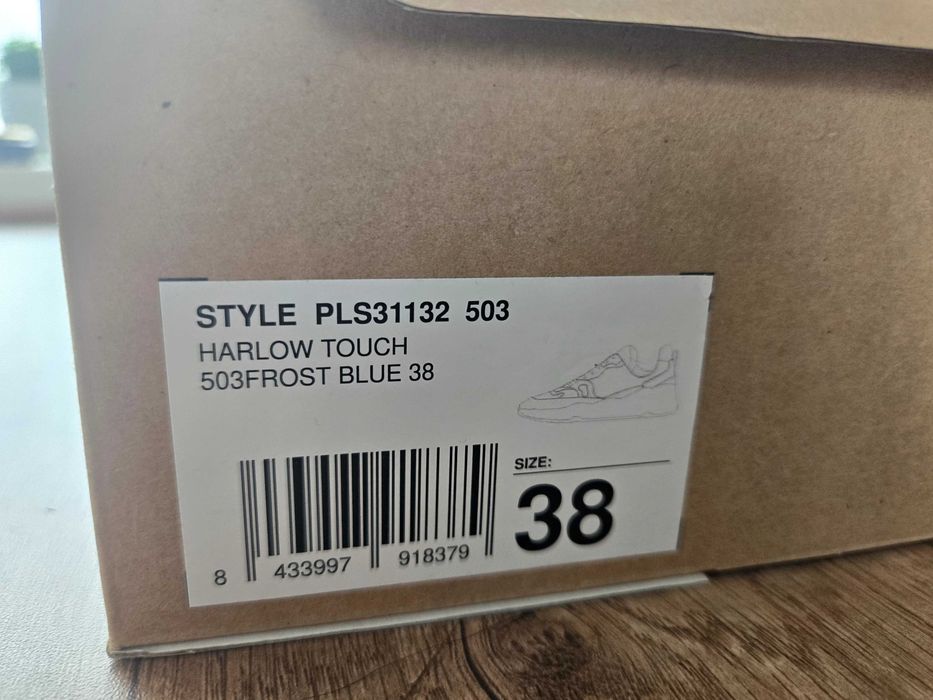 STYLE PLS31132 503
HARLOW TOUCH
503FROST BLUE 38
SIZE:
38
8 433997 918379